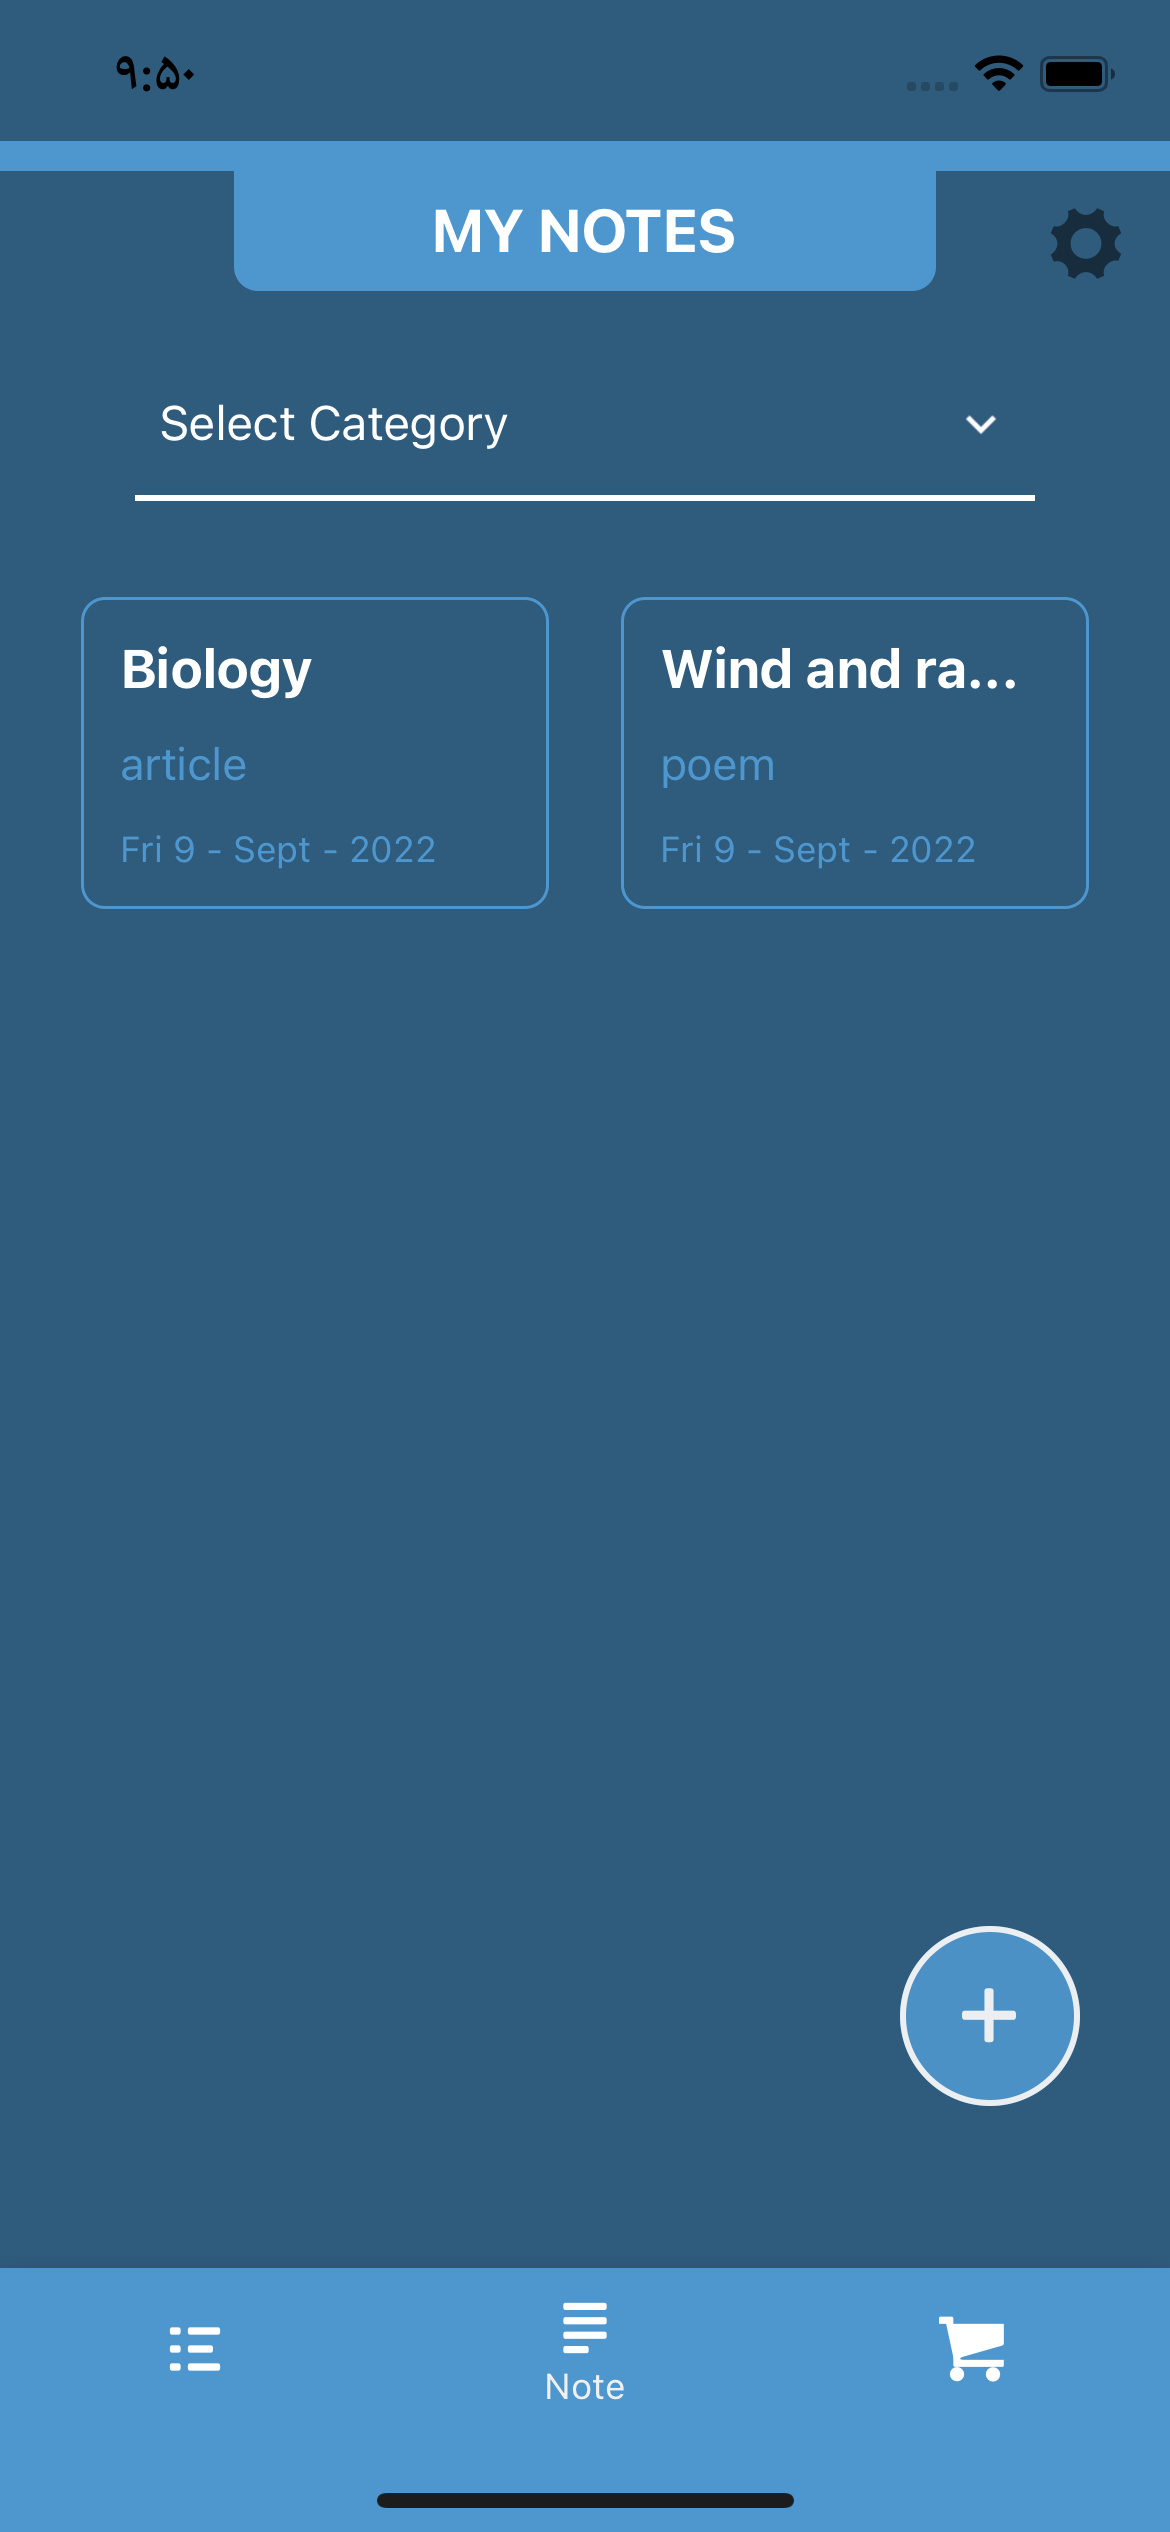 ۹:۵۰
MY NOTES
Select Category
Biology
article
Fri 9 - Sept - 2022
Wind and ra...
poem
Fri 9 - Sept - 2022
Note